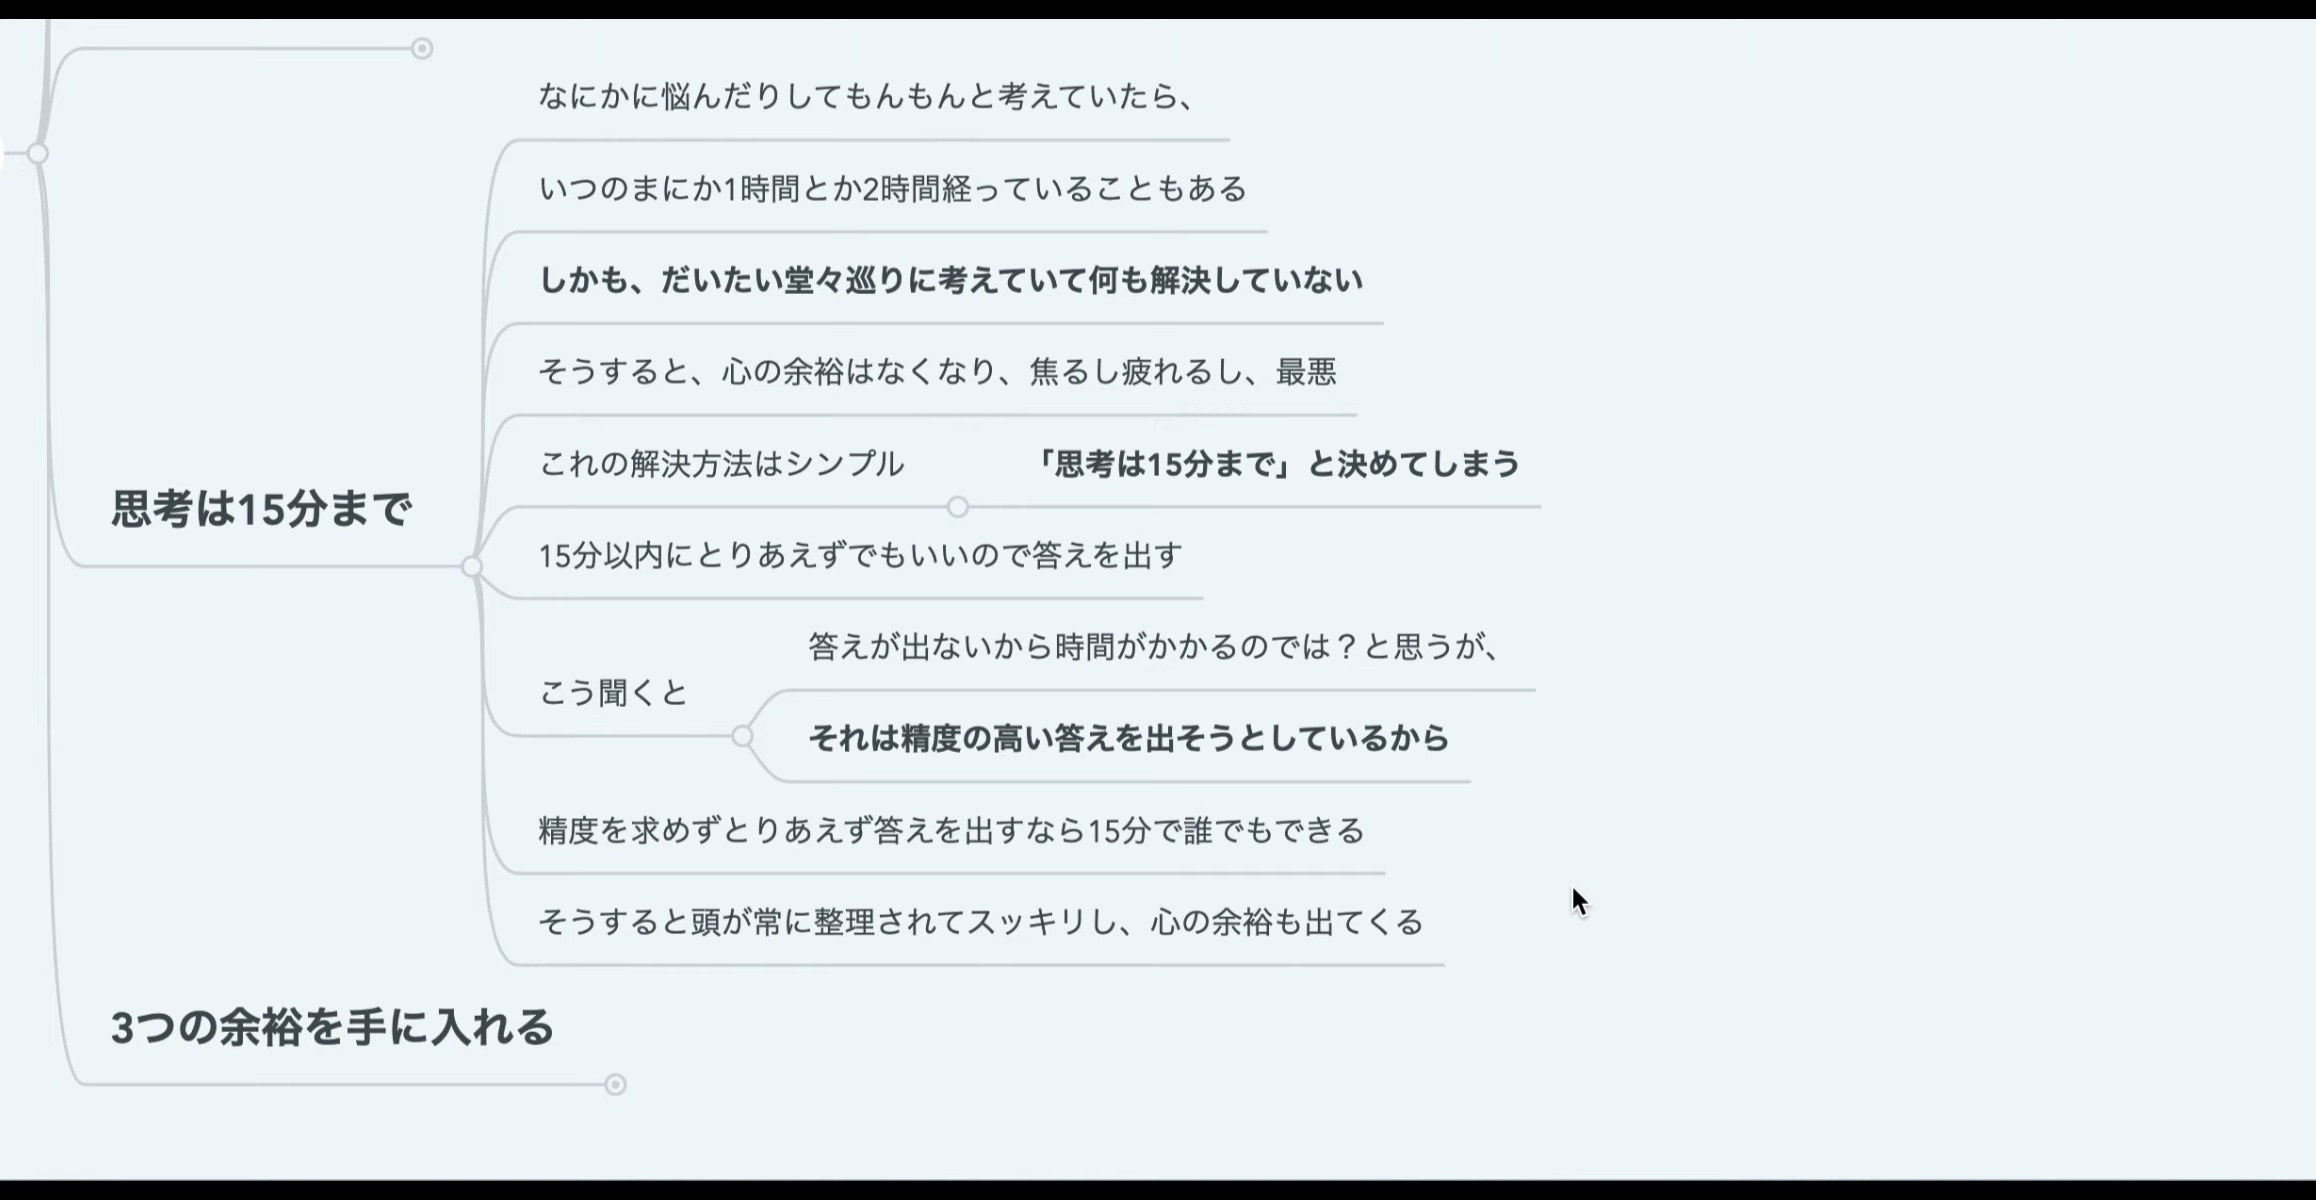 なにかに悩んだりしてもんもんと考えていたら、
いつのまにか1時間とか2時間経っていることもある
しかも、だいたい堂々巡りに考えていて何も解決していない
そうすると、心の余裕はなくなり、焦るし疲れるし、最悪
これの解決方法はシンプル
「思考は15分まで」と決めてしまう
思考は15分まで
15分以内にとりあえずでもいいので答えを出す
答えが出ないから時間がかかるのでは？と思うが、
こう聞くと
それは精度の高い答えを出そうとしているから
精度を求めずとりあえず答えを出すなら15分で誰でもできる
そうすると頭が常に整理されてスッキリし、心の余裕も出てくる
3つの余裕を手に入れる